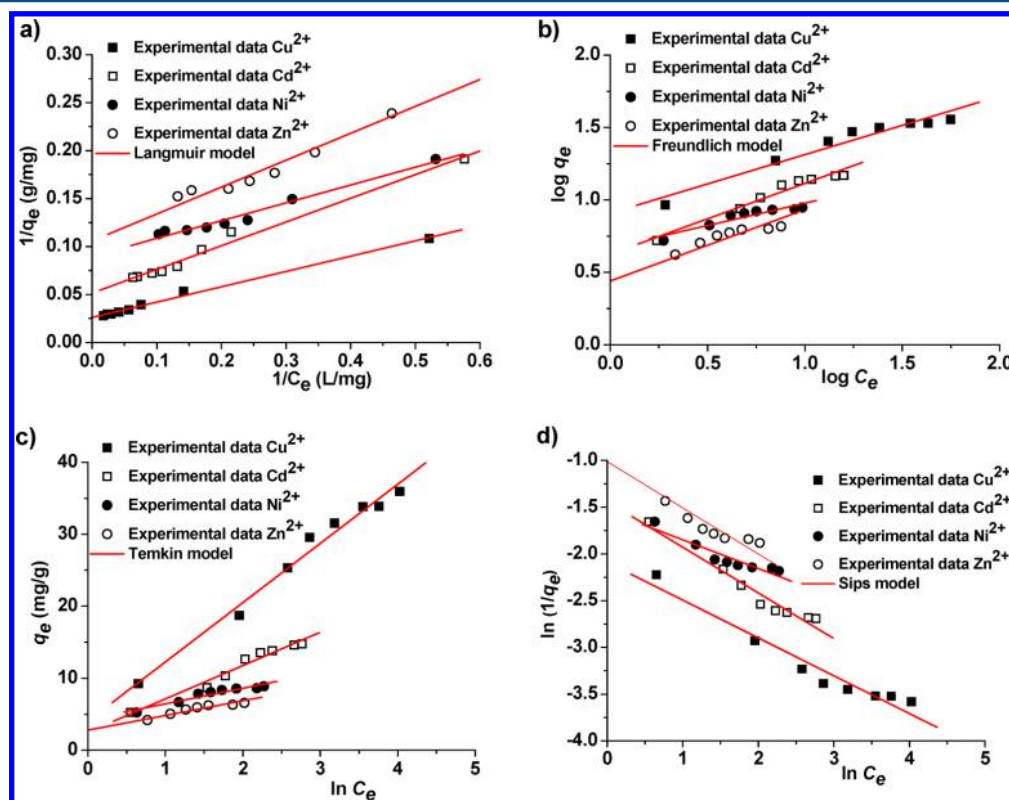 a)
Experimental data Cu2+
Experimental data Cd2+
Experimental data Ni2+
Experimental data Zn2+
Langmuir model
1/qe (g/mg)
0.30
0.25
0.20
0.15
0.10
0.05
0.00
0.0 0.1 0.2 0.3 0.4 0.5 0.6
1/Ce (L/mg)
b)
Experimental data Cu2+
Experimental data Cd2+
Experimental data Ni2+
Experimental data Zn2+
Freundlich model
log qe
2.0
1.5
1.0
0.5
0.0
0.0 0.5 1.0 1.5 2.0
log Ce
c)
Experimental data Cu2+
Experimental data Cd2+
Experimental data Ni2+
Experimental data Zn2+
Temkin model
qe (mg/g)
40
30
20
10
0
0 1 2 3 4 5
ln Ce
d)
Experimental data Cu2+
Experimental data Cd2+
Experimental data Ni2+
Experimental data Zn2+
Sips model
ln (1/qe)
-1.0
-1.5
-2.0
-2.5
-3.0
-3.5
-4.0
0 1 2 3 4 5
ln Ce